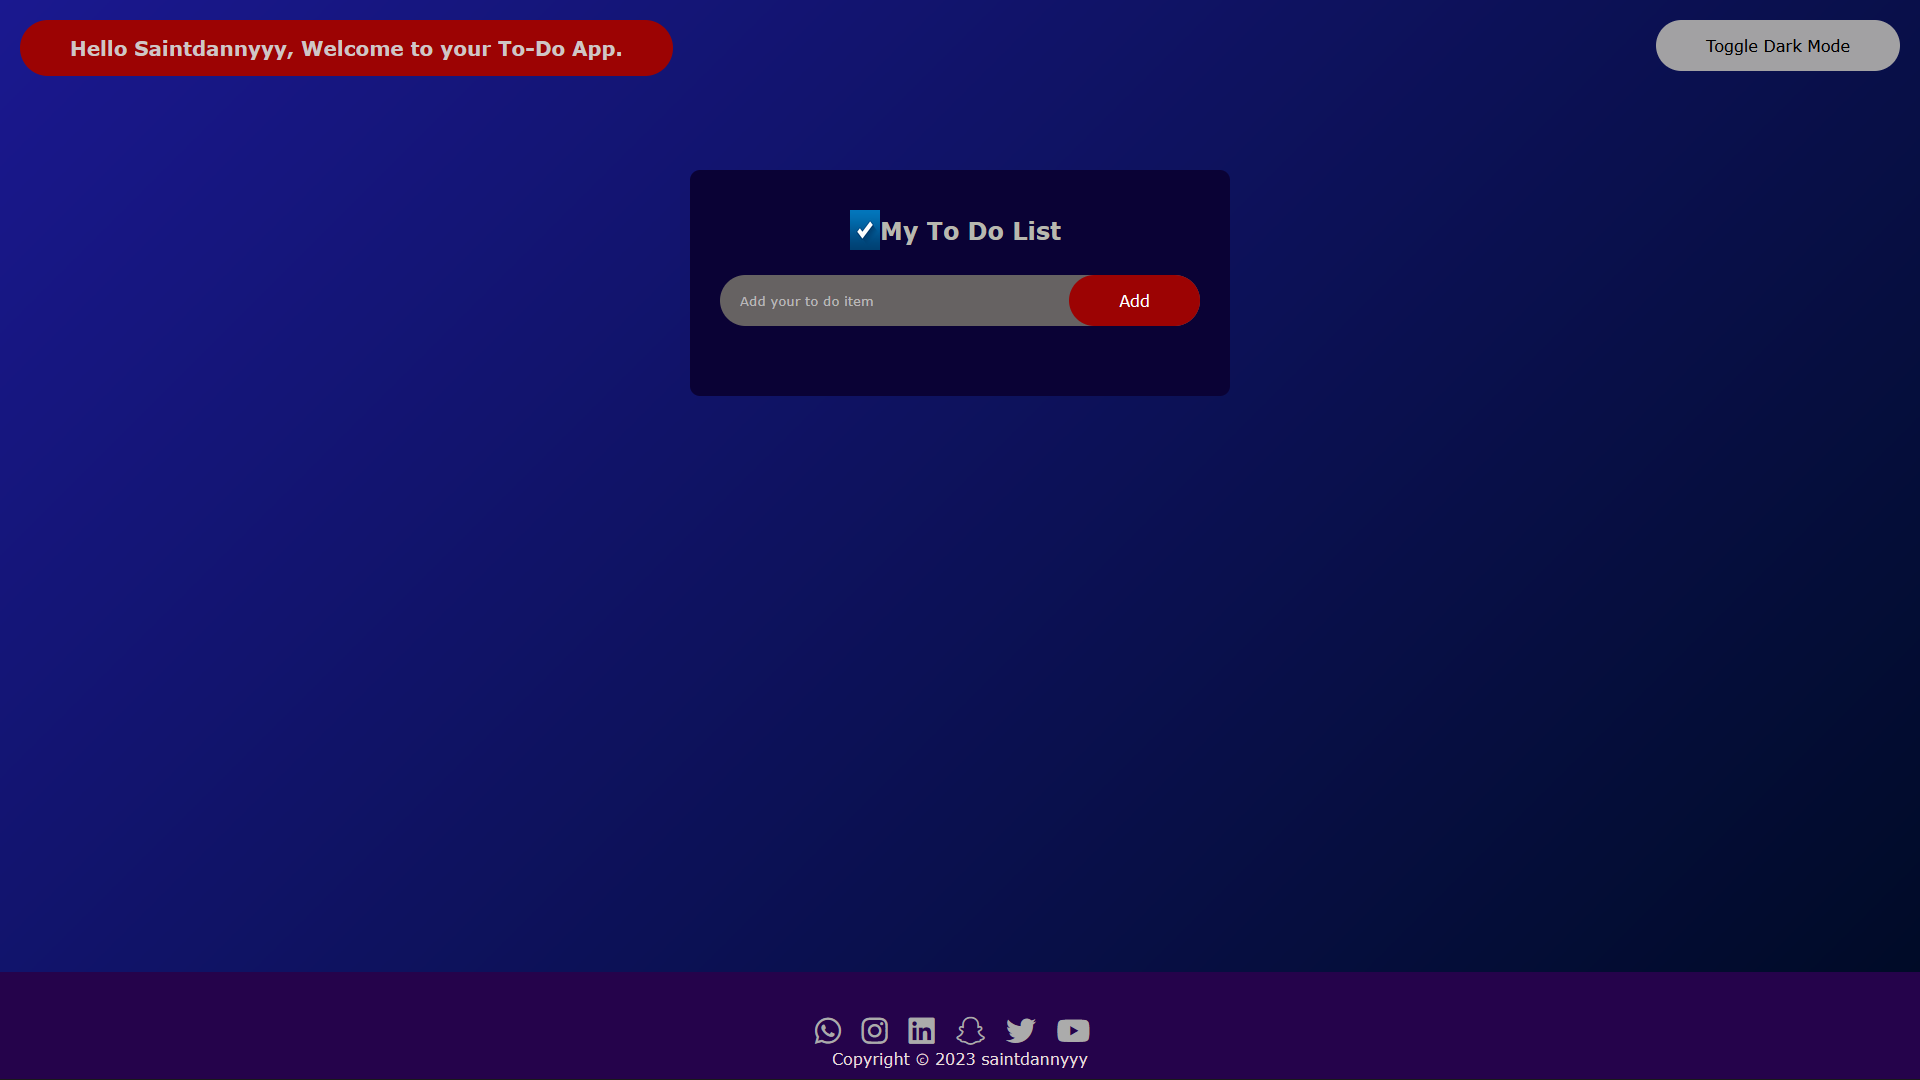 Hello Saintdannyyy, Welcome to your To-Do App.
Toggle Dark Mode
My To Do List
Add your to do item
Add
Copyright © 2023 saintdannyyy